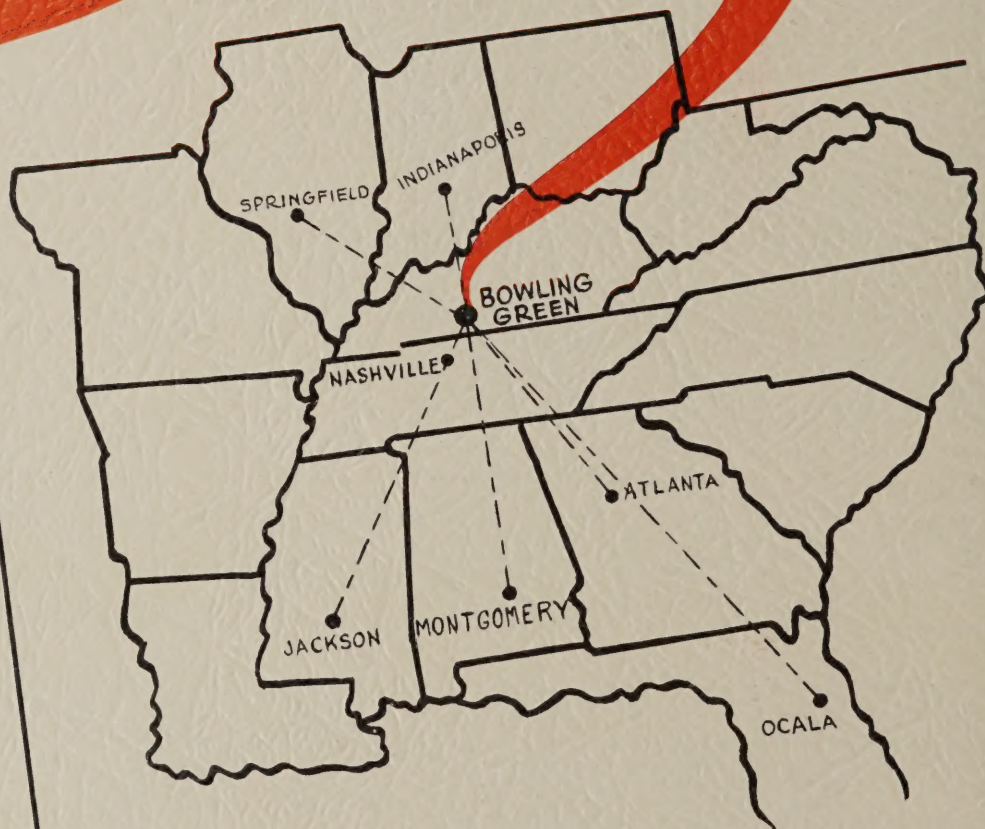 INDIANAPOLIS
SPRINGFIELD
BOWLING
GREEN
NASHVILLE
ATLANTA
MONTGOMERY
JACKSON
OCALA